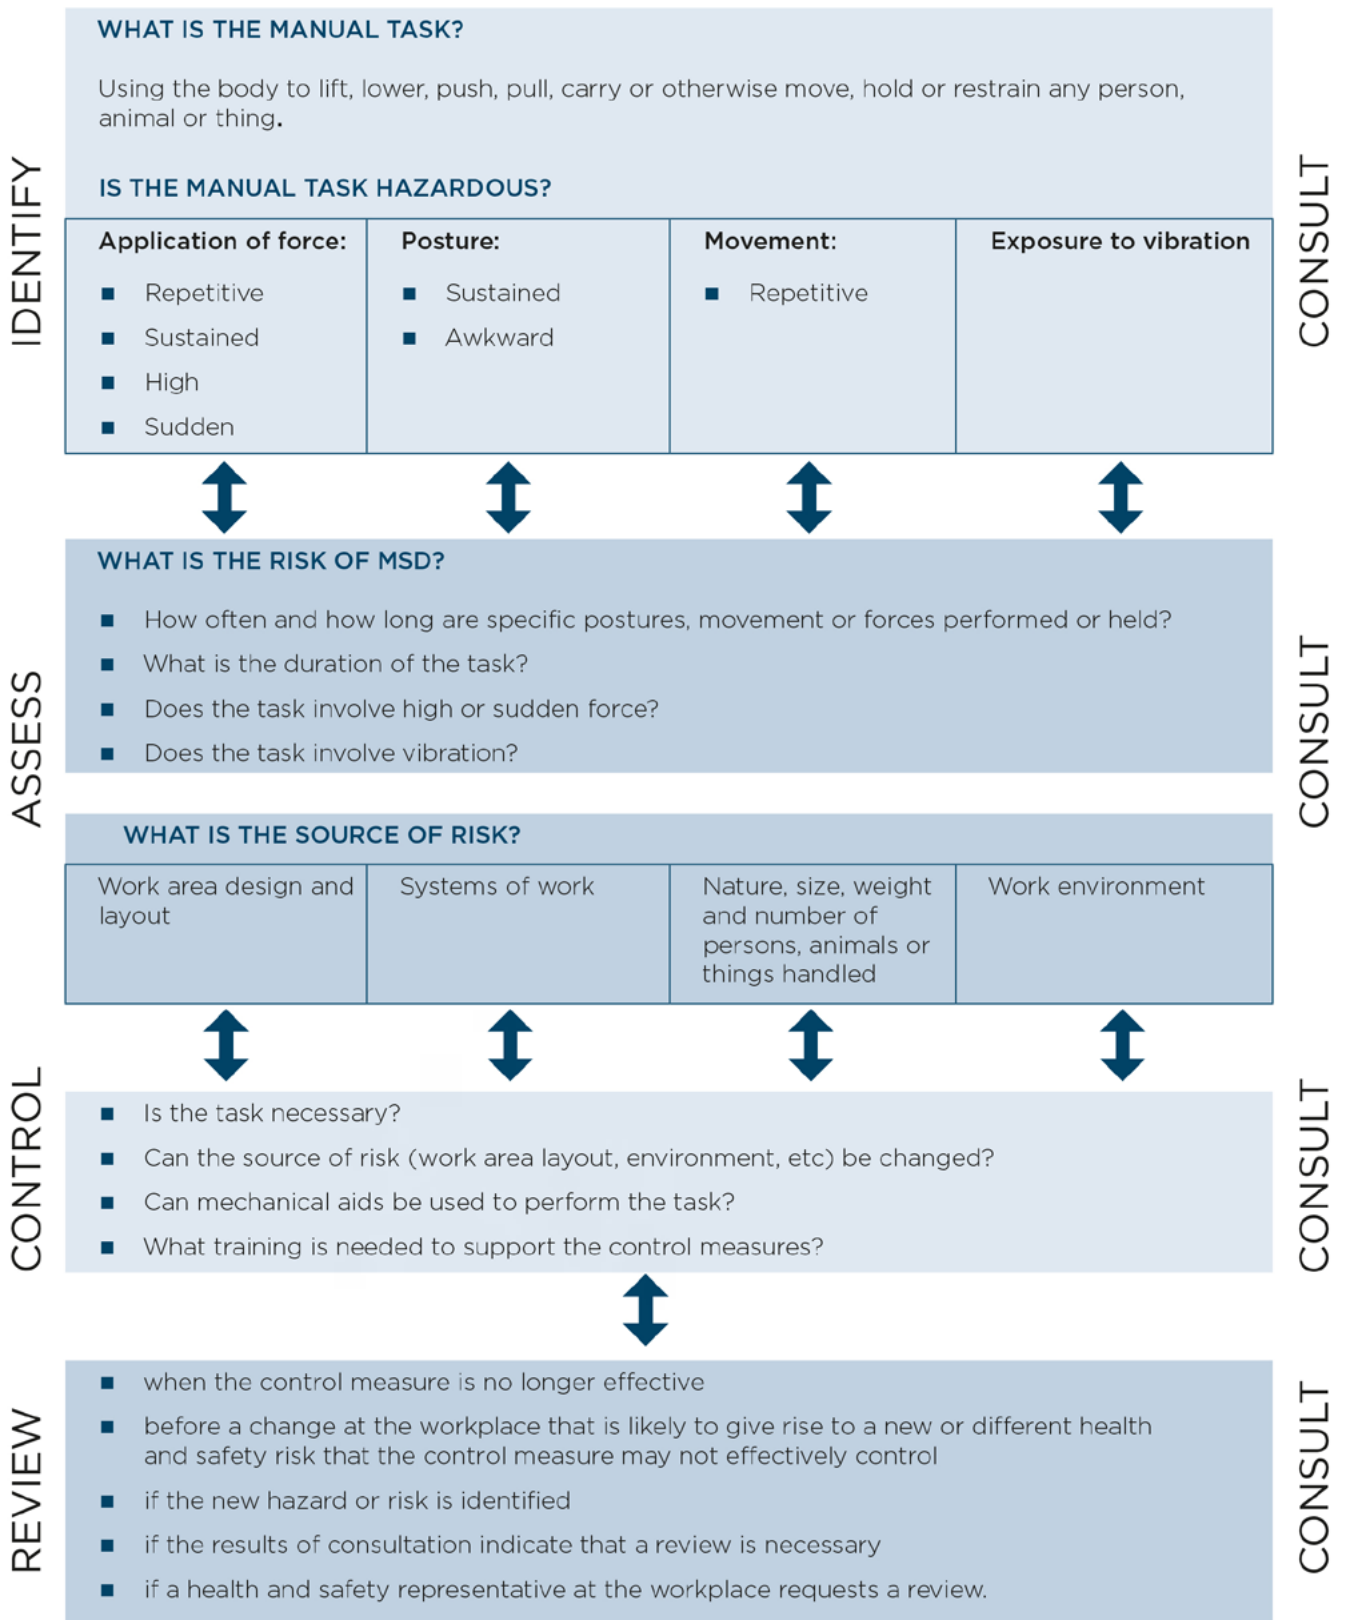 WHAT IS THE MANUAL TASK?
Using the body to lift, lower, push, pull, carry or otherwise move, hold or restrain any person,
animal or thing.
IS THE MANUAL TASK HAZARDOUS?
IDENTIFY
CONSULT
Application of force:
Repetitive
Sustained
High
Sudden
Posture:
Sustained
Awkward
Movement:
Repetitive
Exposure to vibration
WHAT IS THE RISK OF MSD?
How often and how long are specific postures, movement or forces performed or held?
What is the duration of the task?
Does the task involve high or sudden force?
Does the task involve vibration?
ASSESS
CONSULT
WHAT IS THE SOURCE OF RISK?
Work area design and
layout
Systems of work
Nature, size, weight
and number of
persons, animals or
things handled
Work environment
CONTROL
CONSULT
Is the task necessary?
Can the source of risk (work area layout, environment, etc) be changed?
Can mechanical aids be used to perform the task?
What training is needed to support the control measures?
REVIEW
CONSULT
when the control measure is no longer effective
before a change at the workplace that is likely to give rise to a new or different health
and safety risk that the control measure may not effectively control
if the new hazard or risk is identified
if the results of consultation indicate that a review is necessary
if a health and safety representative at the workplace requests a review.